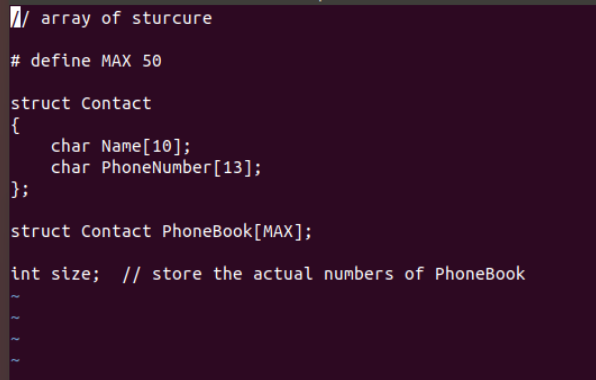 // array of sturcure
# define MAX 50
struct Contact
{
    char Name[10];
    char PhoneNumber[13];
};
struct Contact PhoneBook[MAX];
int size;  // store the actual numbers of PhoneBook
~
~
~
~